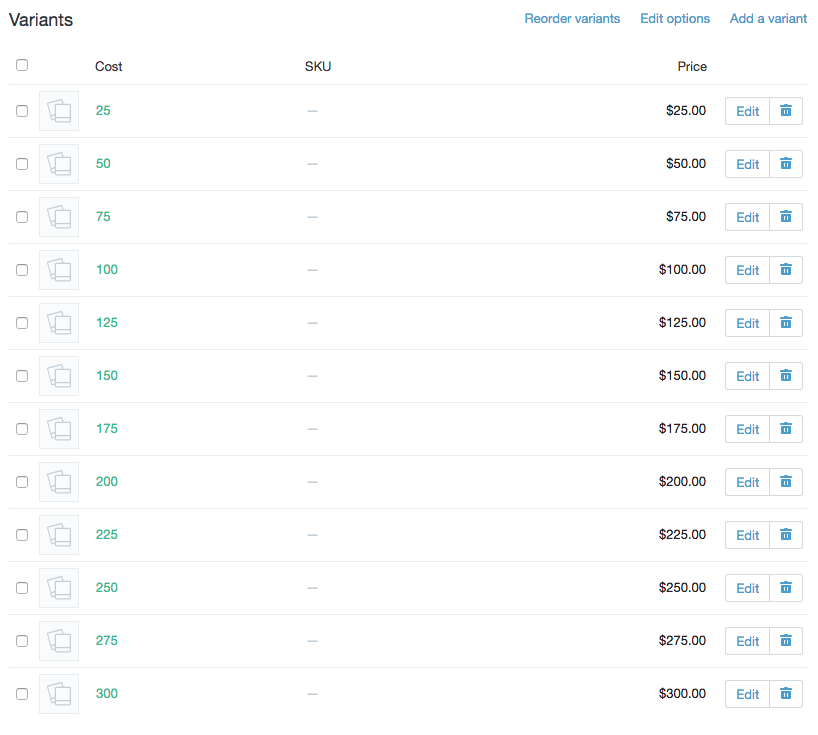 Variants Reorder variants Edit options Add a variant
Cost SKU Price
25 — $25.00 Edit
50 — $50.00 Edit
75 — $75.00 Edit
100 — $100.00 Edit
125 — $125.00 Edit
150 — $150.00 Edit
175 — $175.00 Edit
200 — $200.00 Edit
225 — $225.00 Edit
250 — $250.00 Edit
275 — $275.00 Edit
300 — $300.00 Edit